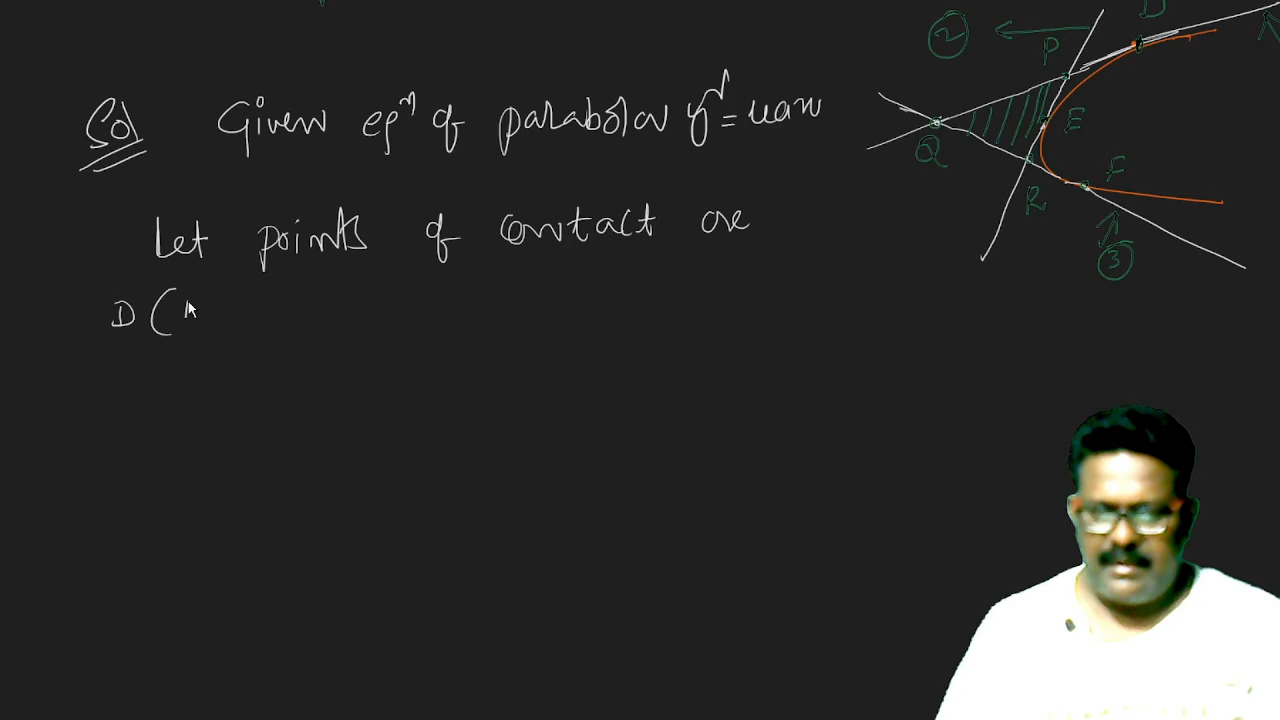 Sol Given eqn of parabola y² = 4ax
Let points of contact are
D (
2
P
D
Q
E
R
F
3